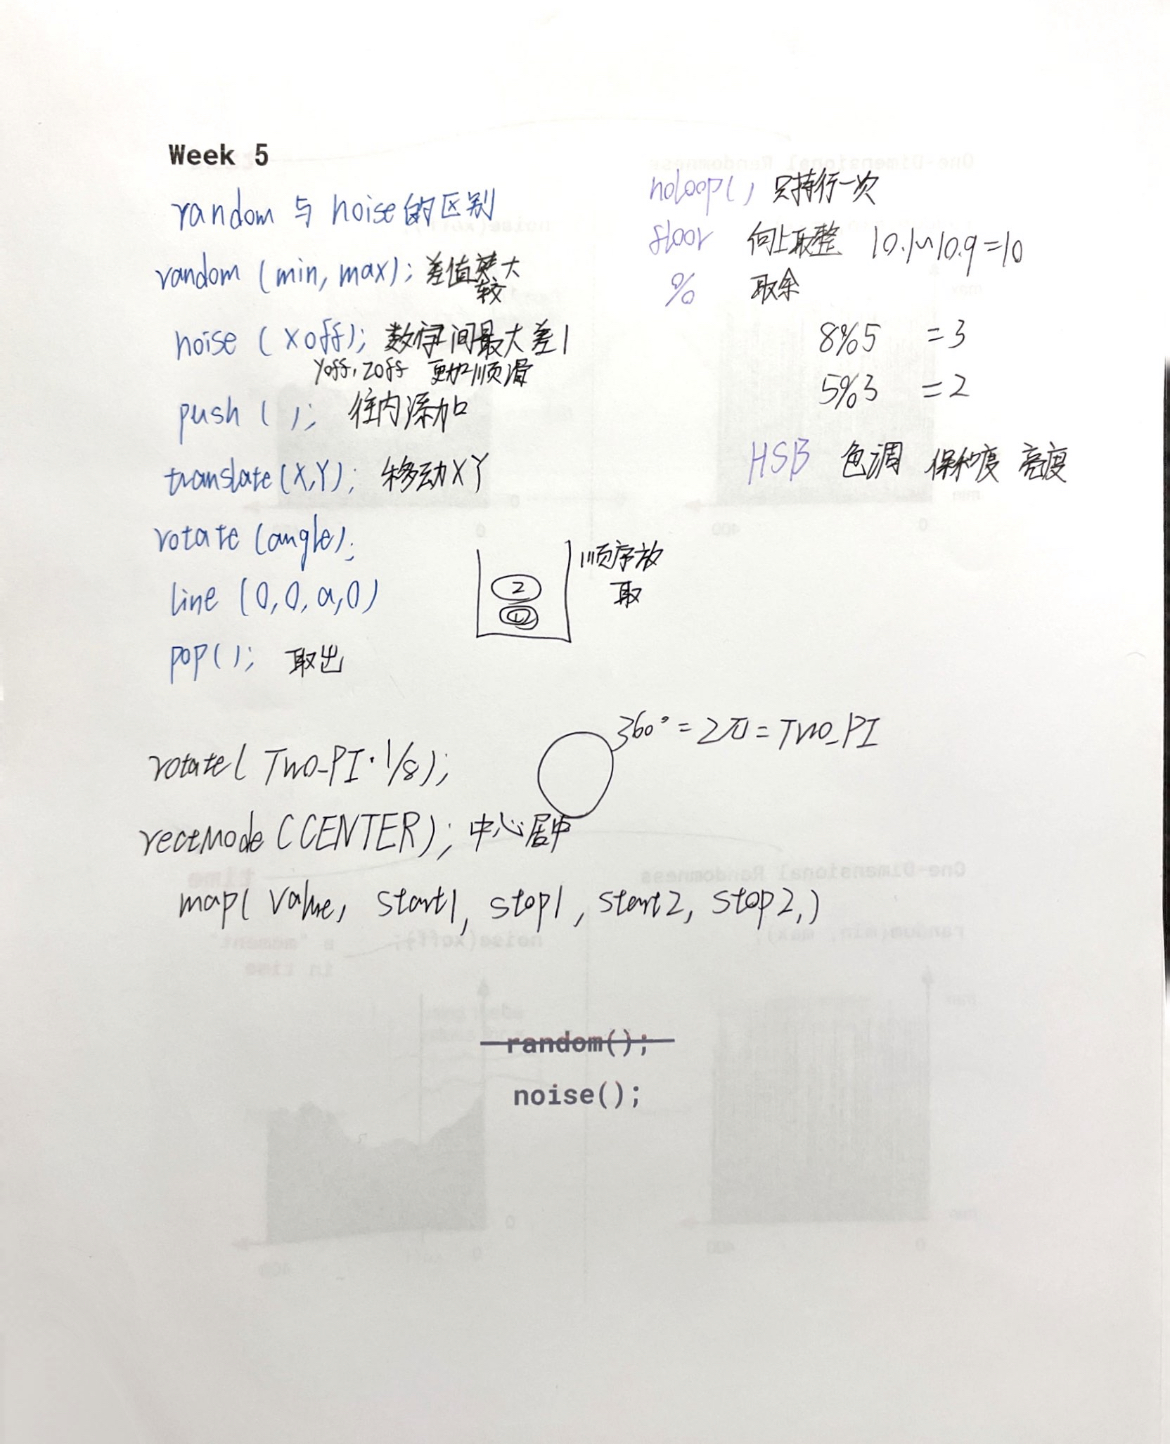 Week 5
random 与 noise 的区别
random (min, max); 差值较大
noise (xoff); 数字间最大差1
yoff, zoff 更加顺滑
push ( ); 往内添加
translate(X,Y); 移动XY
rotate (angle);
line (0,0,a,0)
pop(); 取出
noloop(); 只持行一次
floor 向上取整 10.1~10.9=10
% 取余
8%5 =3
5%3 =2
HSB 色调 保和度 亮度
2
1
顺序放
取
rotate( Two_PI·1/8);
360°=2π=Two_PI
rectMode (CENTER); 中心居中
map( value, start1, stop1, start2, stop2,)
random();
noise();